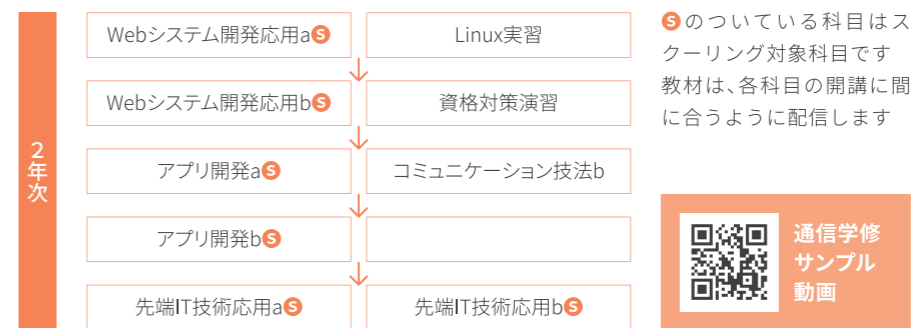 2年次
Webシステム開発応用aS
Linux実習
Webシステム開発応用bS
資格対策演習
アプリ開発aS
コミュニケーション技法b
アプリ開発bS
先端IT技術応用aS
先端IT技術応用bS
Sのついている科目はス
クーリング対象科目です
教材は、各科目の開講に間
に合うように配信します
通信学修
サンプル
動画